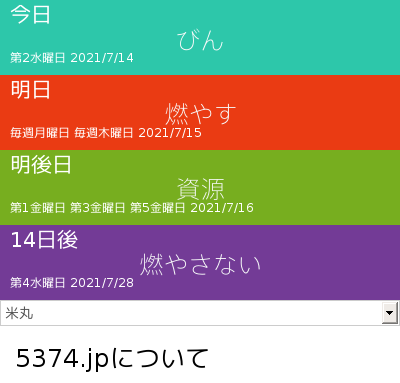 今日
びん
第2水曜日 2021/7/14
明日
燃やす
毎週月曜日 毎週木曜日 2021/7/15
明後日
資源
第1金曜日 第3金曜日 第5金曜日 2021/7/16
14日後
燃やさない
第4水曜日 2021/7/28
米丸
5374.jpについて